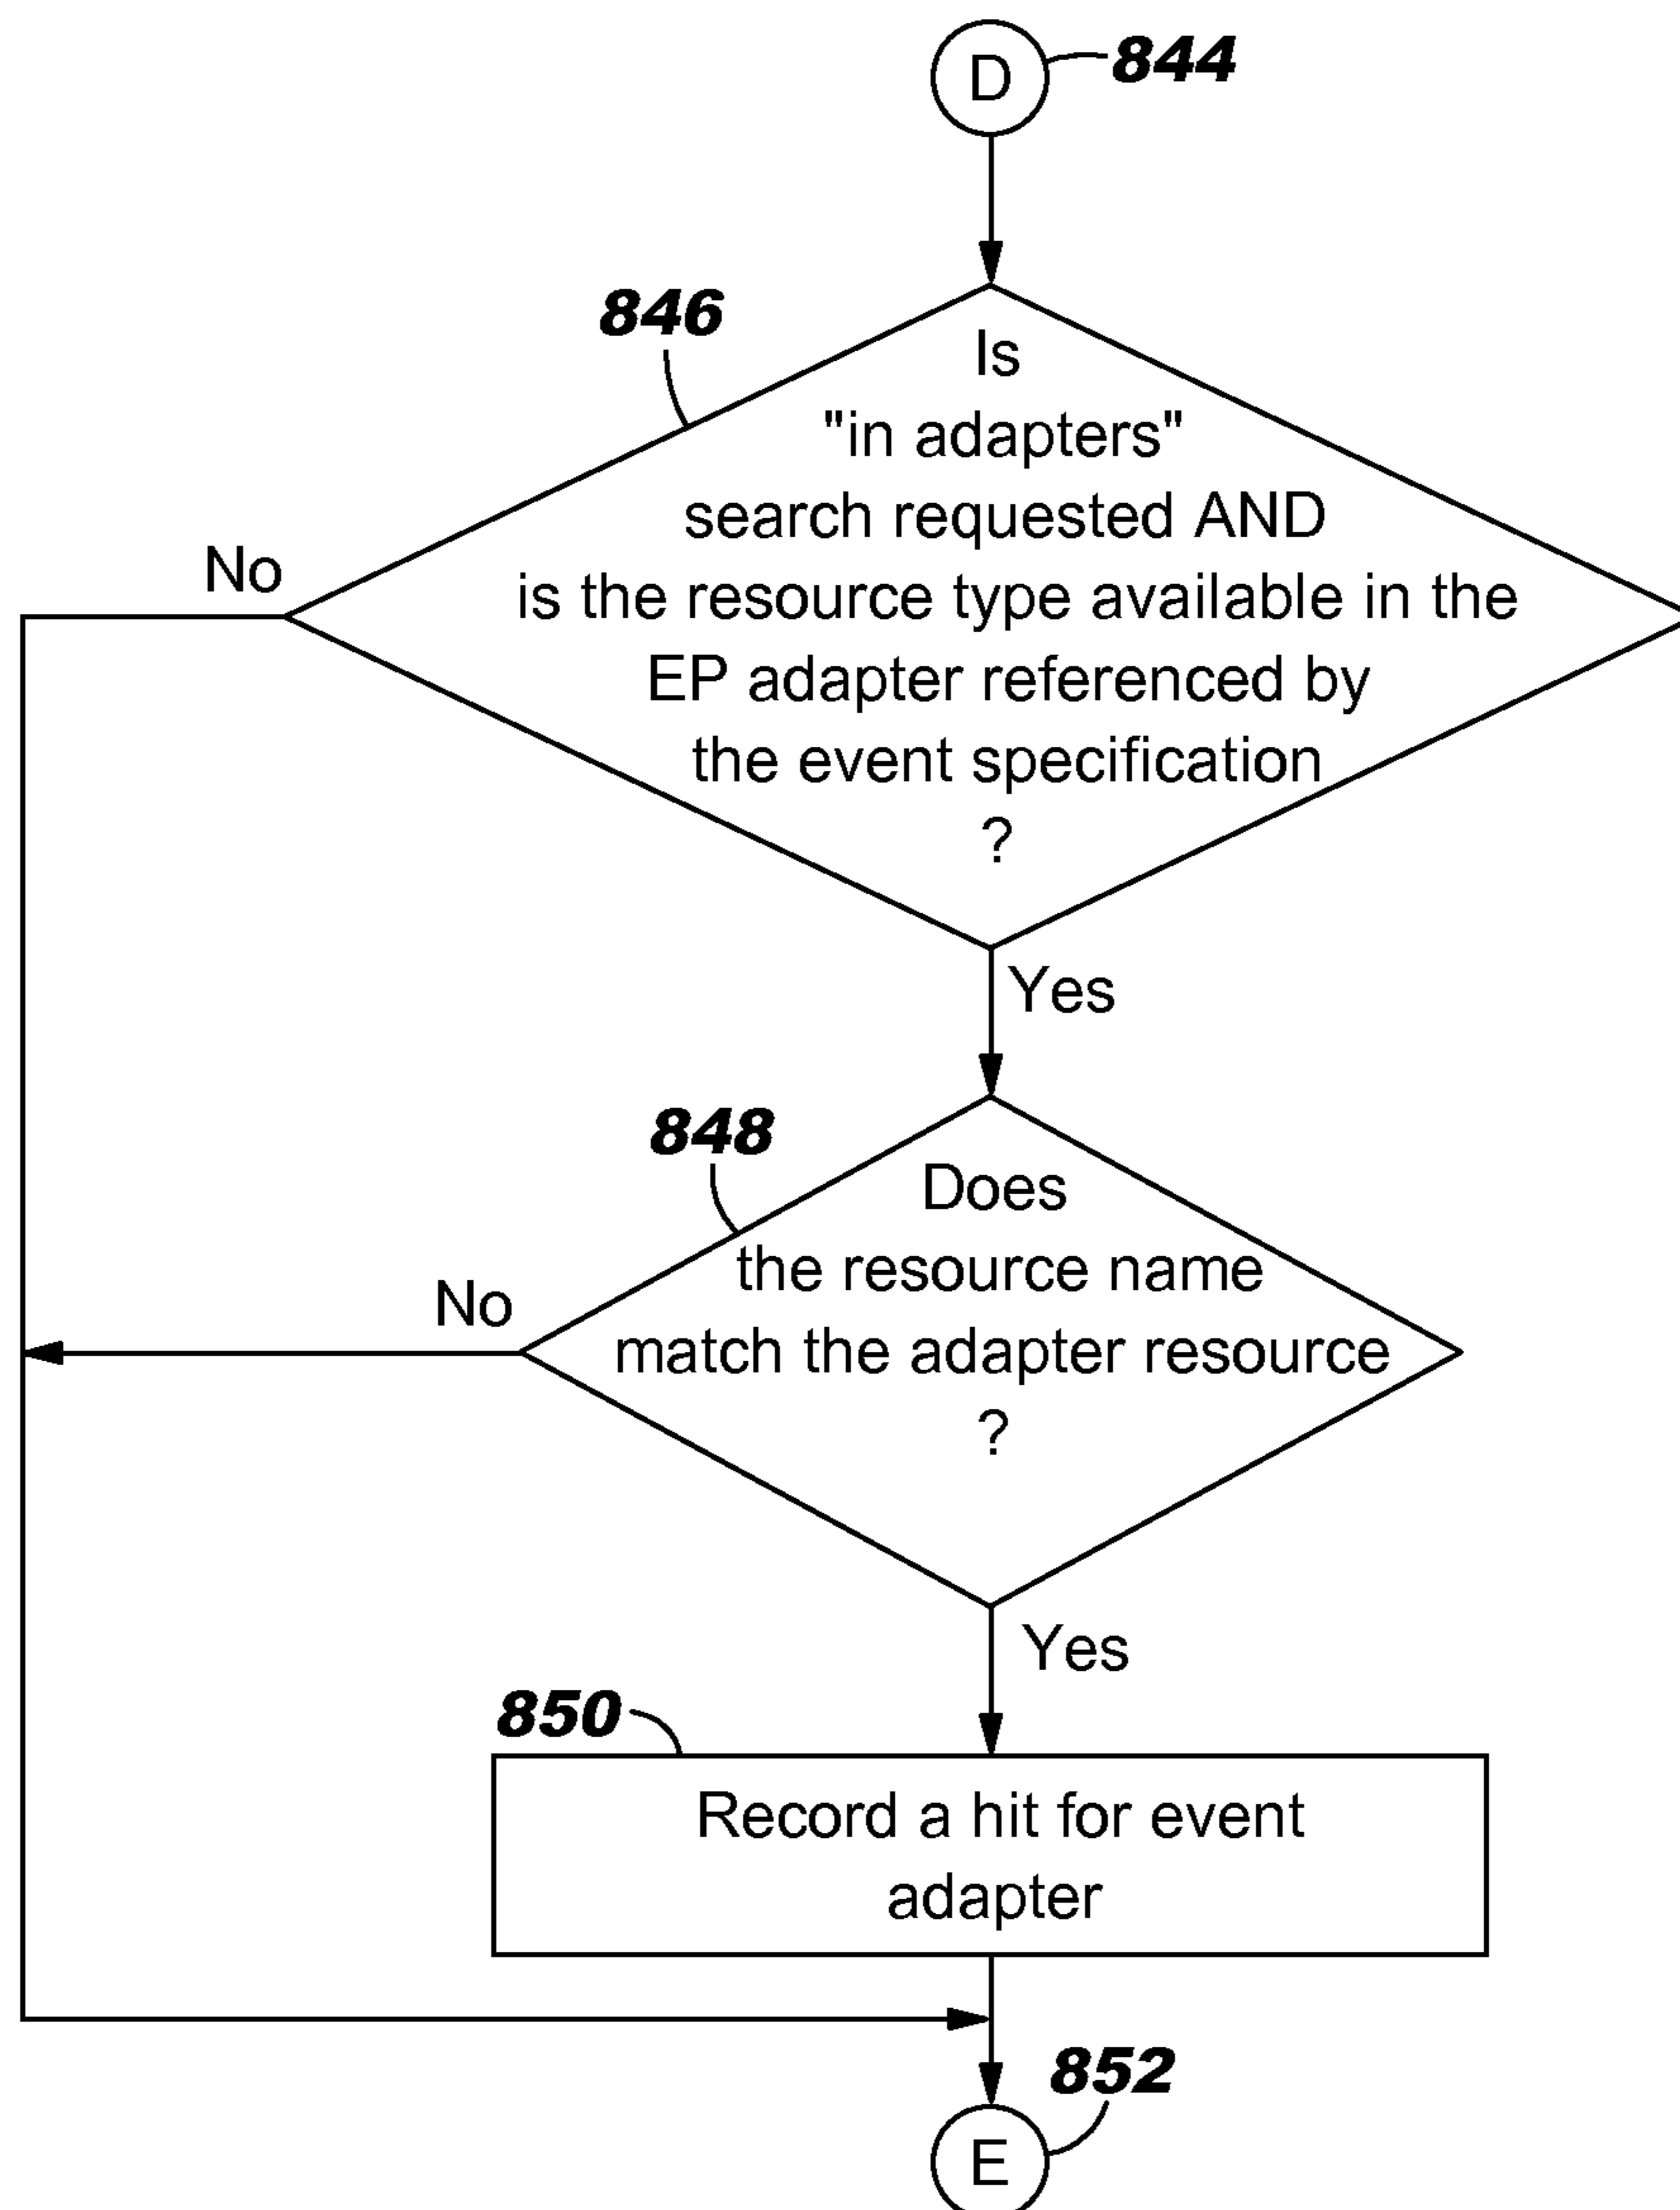 D
844
846
Is
"in adapters"
search requested AND
is the resource type available in the
EP adapter referenced by
the event specification
?
No
Yes
848
Does
the resource name
match the adapter resource
?
No
Yes
850
Record a hit for event
adapter
852
E